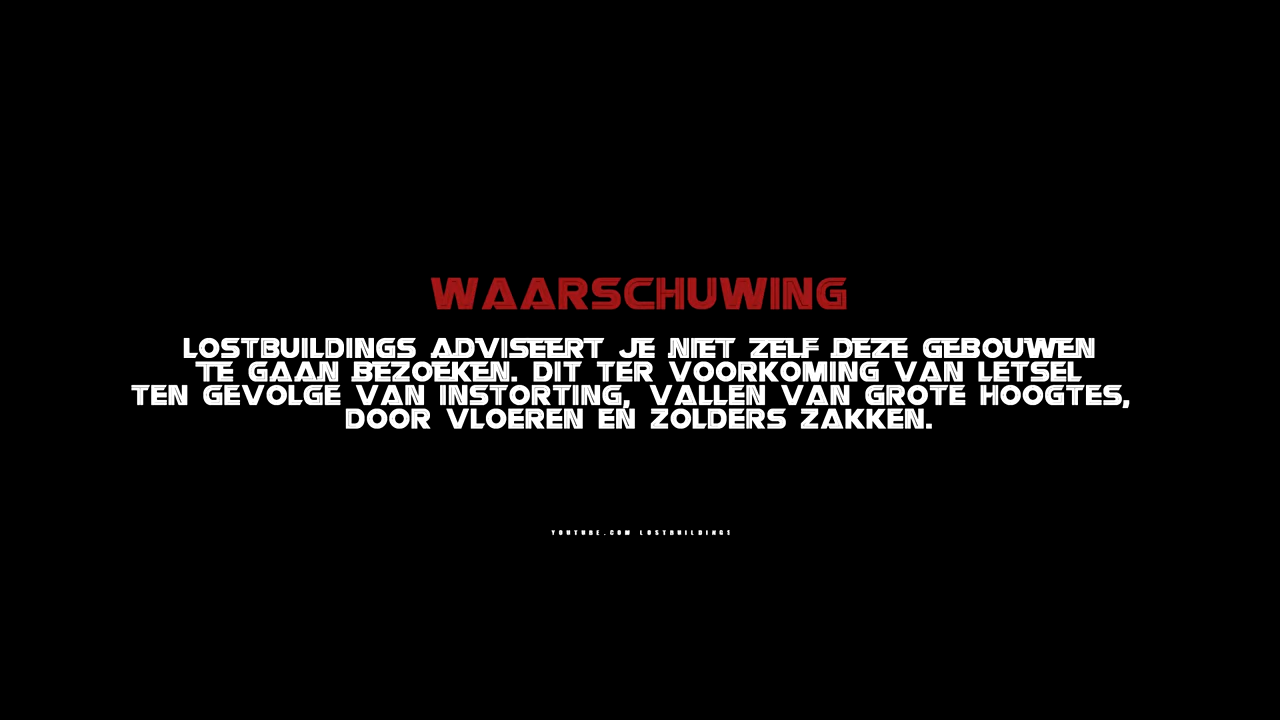 WAARSCHUWING
LOSTBUILDINGS ADVISEERT JE NIET ZELF DEZE GEBOUWEN
TE GAAN BEZOEKEN. DIT TER VOORKOMING VAN LETSEL
TEN GEVOLGE VAN INSTORTING, VALLEN VAN GROTE HOOGTES,
DOOR VLOEREN EN ZOLDERS ZAKKEN.
YOUTUBE.COM LOSTBUILDINGS